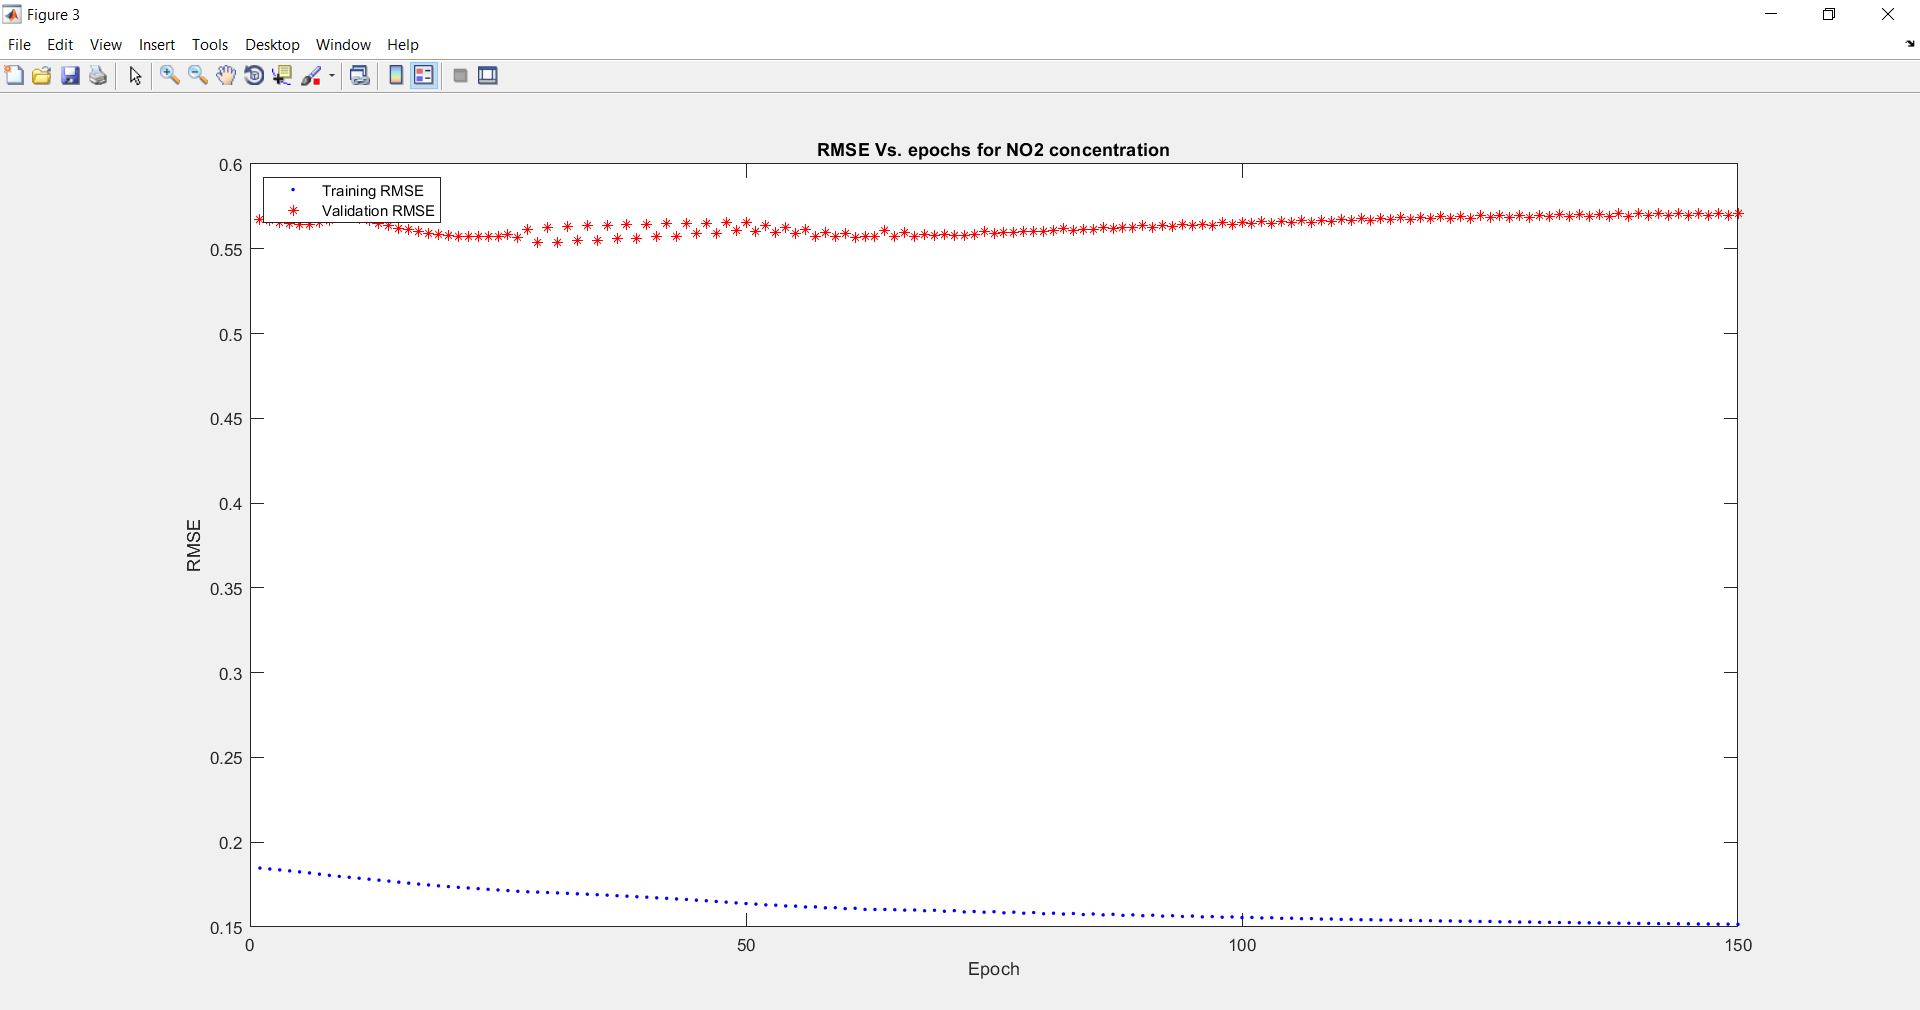 Figure 3
File Edit View Insert Tools Desktop Window Help
RMSE Vs. epochs for NO2 concentration
Training RMSE
Validation RMSE
0.6
0.55
0.5
0.45
0.4
0.35
0.3
0.25
0.2
0.15
RMSE
0 50 100 150
Epoch